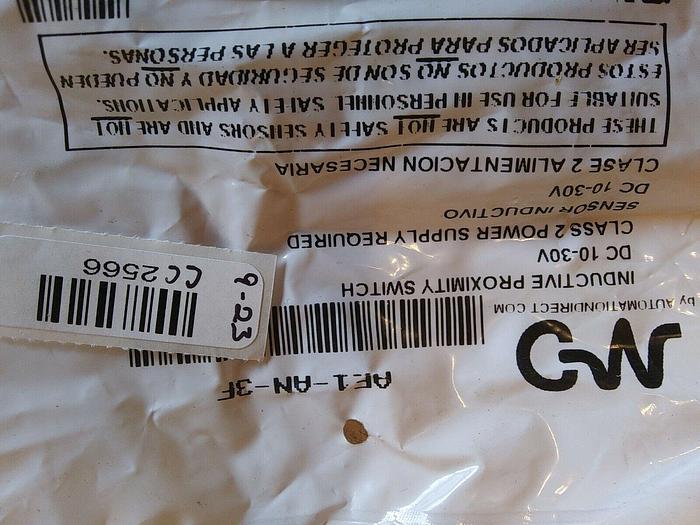 AE1-AN-3F
by AUTOMATIONDIRECT COM
INDUCTIVE PROXIMITY SWITCH
DC 10-30V
CLASS 2 POWER SUPPLY REQUIRED
SENSOR INDUCTIVO
DC 10-30V
CLASE 2 ALIMENTACION NECESARIA
THESE PRODUCTS ARE NOT SAFETY SENSORS AND ARE NOT
SUITABLE FOR USE IN PERSONNEL SAFETY APPLICATIONS.
ESTOS PRODUCTOS NO SON DE SEGURIDAD Y NO PUEDEN
SER APLICADOS PARA PROTEGER A LAS PERSONAS.
9-23
CC2566